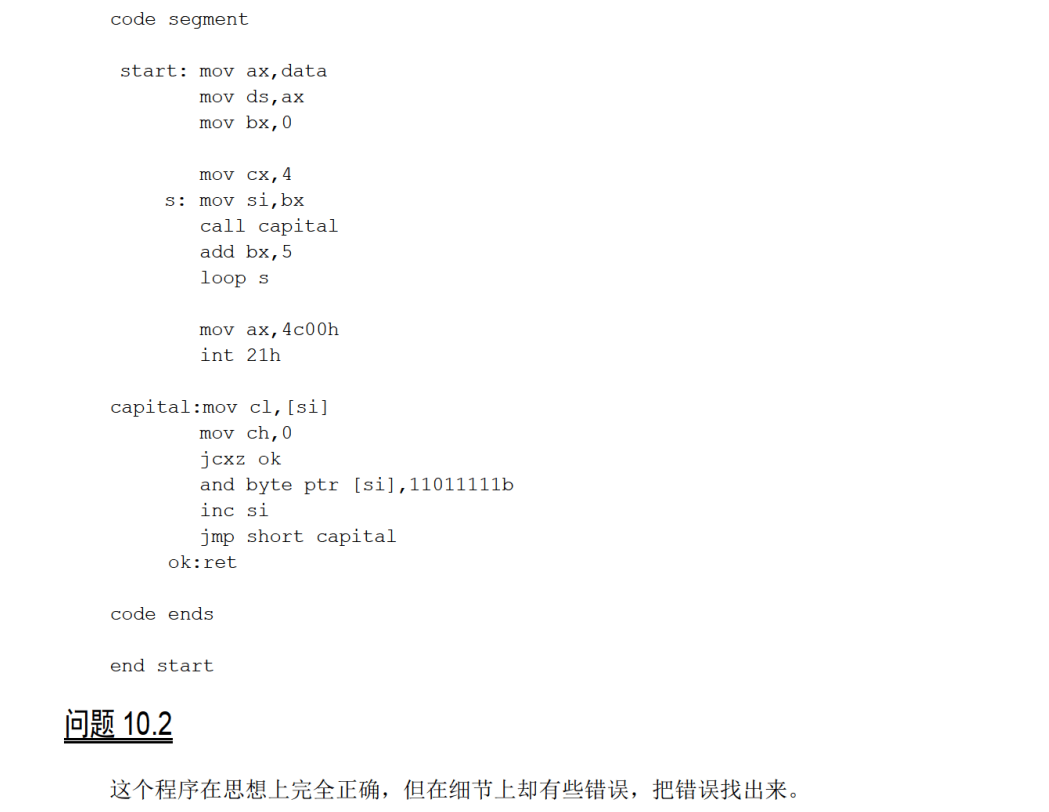 code segment
start: mov ax,data
mov ds,ax
mov bx,0
mov cx,4
s: mov si,bx
call capital
add bx,5
loop s
mov ax,4c00h
int 21h
capital:mov cl,[si]
mov ch,0
jcxz ok
and byte ptr [si],11011111b
inc si
jmp short capital
ok:ret
code ends
end start
问题 10.2
这个程序在思想上完全正确，但在细节上却有些错误，把错误找出来。